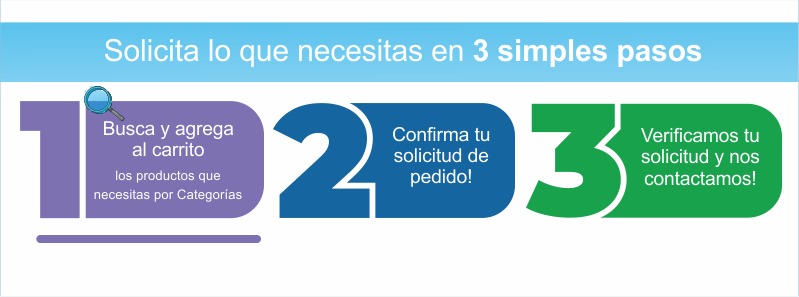 Solicita lo que necesitas en 3 simples pasos
1
Busca y agrega
al carrito
los productos que
necesitas por Categorías
2
Confirma tu
solicitud de
pedido!
3
Verificamos tu
solicitud y nos
contactamos!